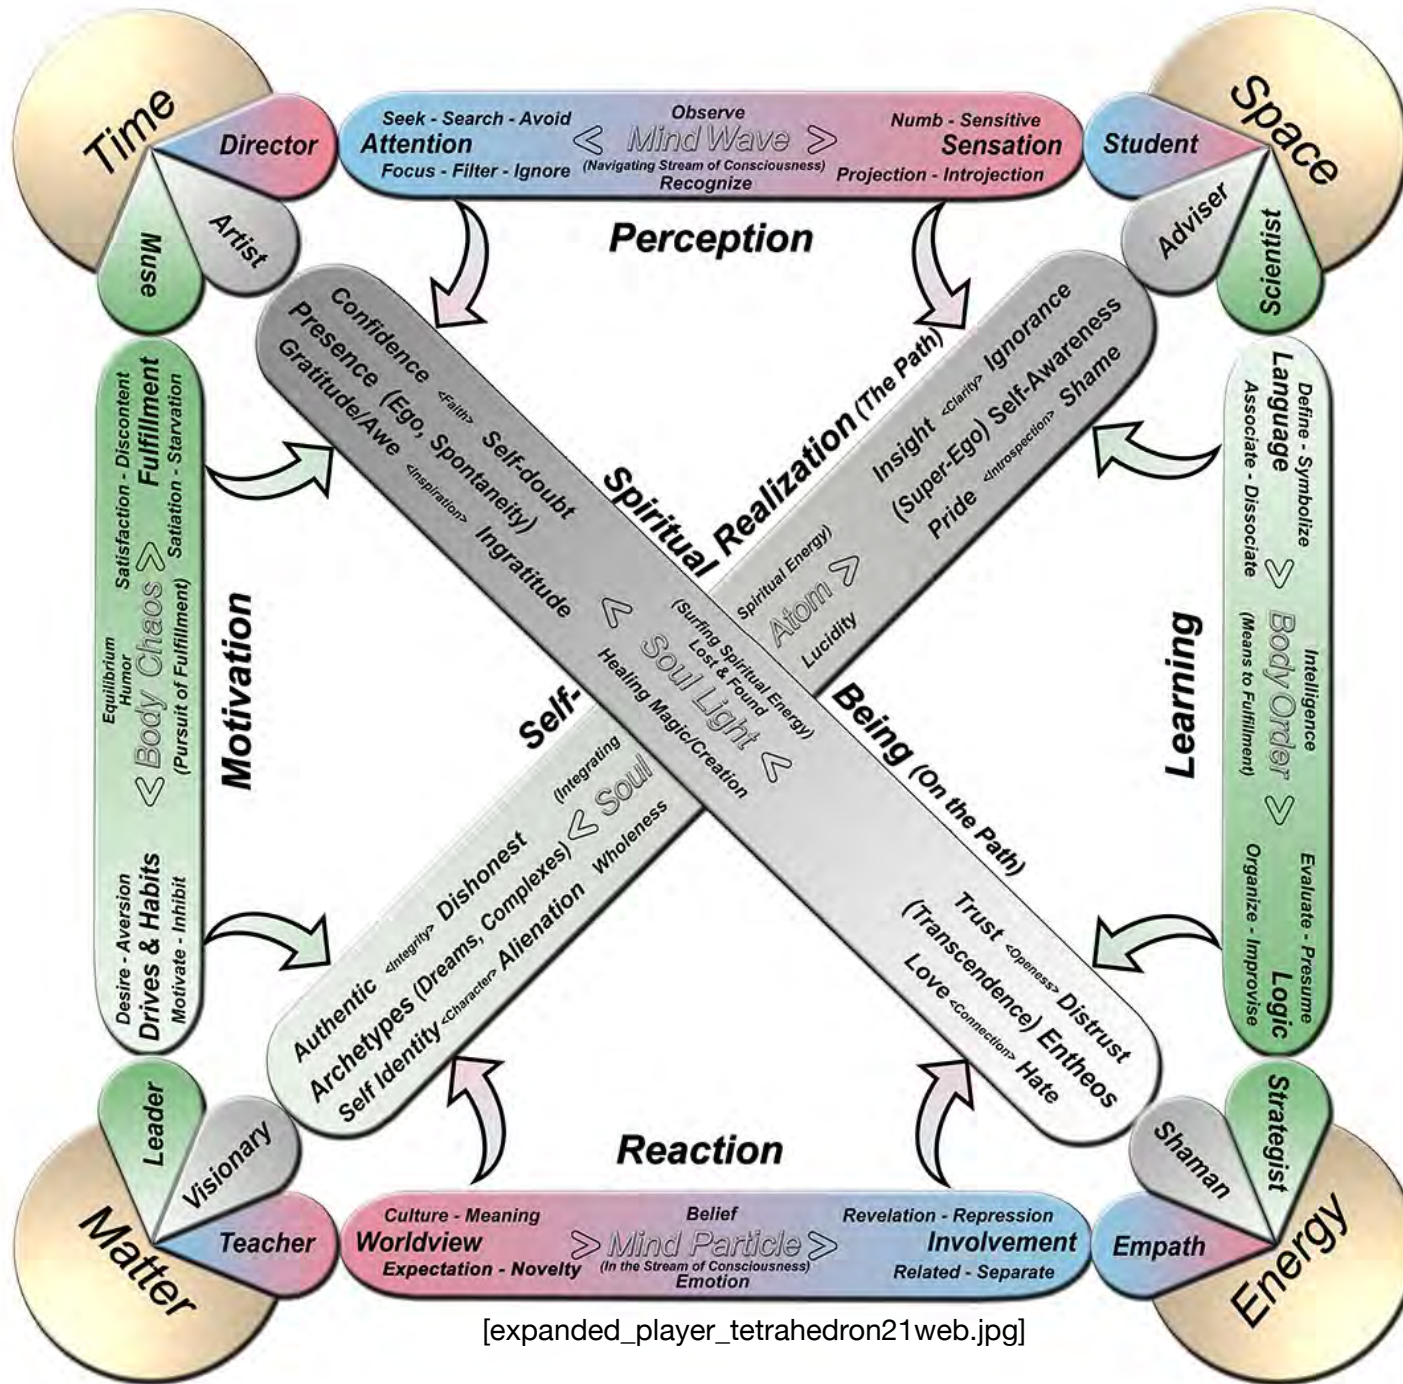 Time
Director
Artist
Muse
Seek - Search - Avoid
Attention
Focus - Filter - Ignore
Observe
< Mind Wave >
(Navigating Stream of Consciousness)
Recognize
Numb - Sensitive
Sensation
Projection - Introjection
Perception
Space
Student
Adviser
Scientist
Satisfaction - Discontent
Fulfillment
Satiation - Starvation
Equilibrium
Humor
< Body Chaos >
(Pursuit of Fulfillment)
Desire - Aversion
Drives & Habits
Motivate - Inhibit
Motivation
Confidence <Faith> Self-doubt
Presence (Ego, Spontaneity)
Gratitude/Awe <Inspiration> Ingratitude
Spiritual Being (On the Path)
(Surfing Spiritual Energy)
Lost & Found
< Soul Light >
Healing Magic/Creation
Trust <Openess> Distrust
(Transcendence) Entheos
Love <Connection> Hate
Self-Realization (The Path)
Insight <Clarity> Ignorance
(Super-Ego) Self-Awareness
Pride <Introspection> Shame
(Integrating Spiritual Energy)
< Soul Atom >
Wholeness Lucidity
Authentic <Integrity> Dishonest
Archetypes (Dreams, Complexes)
Self Identity <Character> Alienation
Learning
Define - Symbolize
Language
Associate - Dissociate
Intelligence
> Body Order >
(Means to Fulfillment)
Evaluate - Presume
Logic
Organize - Improvise
Matter
Leader
Visionary
Teacher
Reaction
Culture - Meaning
Worldview
Expectation - Novelty
Belief
> Mind Particle >
(In the Stream of Consciousness)
Emotion
Revelation - Repression
Involvement
Related - Separate
Energy
Strategist
Shaman
Empath
[expanded_player_tetrahedron21web.jpg]